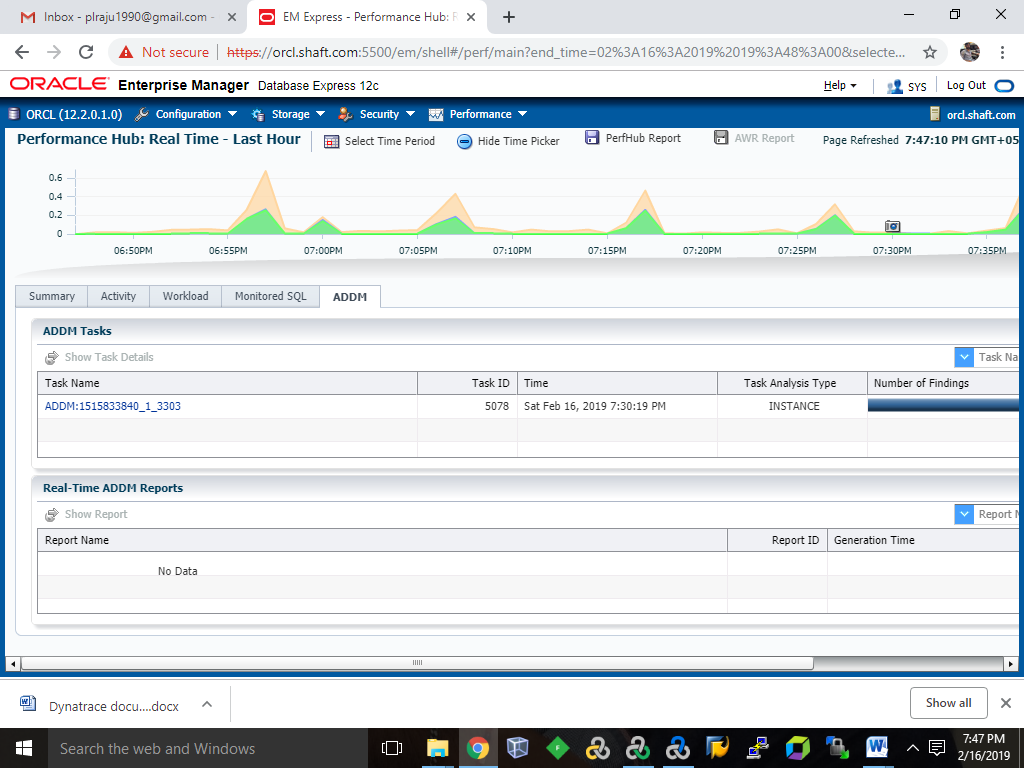 Inbox - plraju1990@gmail.com -
EM Express - Performance Hub: R
Not secure https://orcl.shaft.com:5500/em/shell#/perf/main?end_time=02%3A16%3A2019%2019%3A48%3A00&selecte...
ORACLE Enterprise Manager Database Express 12c
Help SYS Log Out
ORCL (12.2.0.1.0) Configuration Storage Security Performance orcl.shaft.com
Performance Hub: Real Time - Last Hour Select Time Period Hide Time Picker PerfHub Report AWR Report Page Refreshed 7:47:10 PM GMT+05
0.6
0.4
0.2
0
06:50PM 06:55PM 07:00PM 07:05PM 07:10PM 07:15PM 07:20PM 07:25PM 07:30PM 07:35PM
Summary Activity Workload Monitored SQL ADDM
ADDM Tasks
Show Task Details Task Na
Task Name Task ID Time Task Analysis Type Number of Findings
ADDM:1515833840_1_3303 5078 Sat Feb 16, 2019 7:30:19 PM INSTANCE
Real-Time ADDM Reports
Show Report Report N
Report Name Report ID Generation Time
No Data
Dynatrace docu....docx
Show all
Search the web and Windows
7:47 PM
2/16/2019